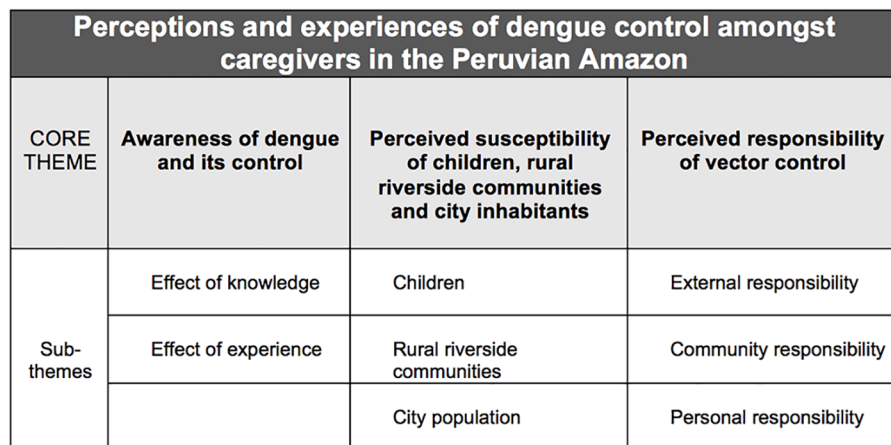 Perceptions and experiences of dengue control amongst
caregivers in the Peruvian Amazon
CORE
THEME
Awareness of dengue
and its control
Perceived susceptibility
of children, rural
riverside communities
and city inhabitants
Perceived responsibility
of vector control
Sub-
themes
Effect of knowledge
Children
External responsibility
Effect of experience
Rural riverside
communities
Community responsibility
City population
Personal responsibility